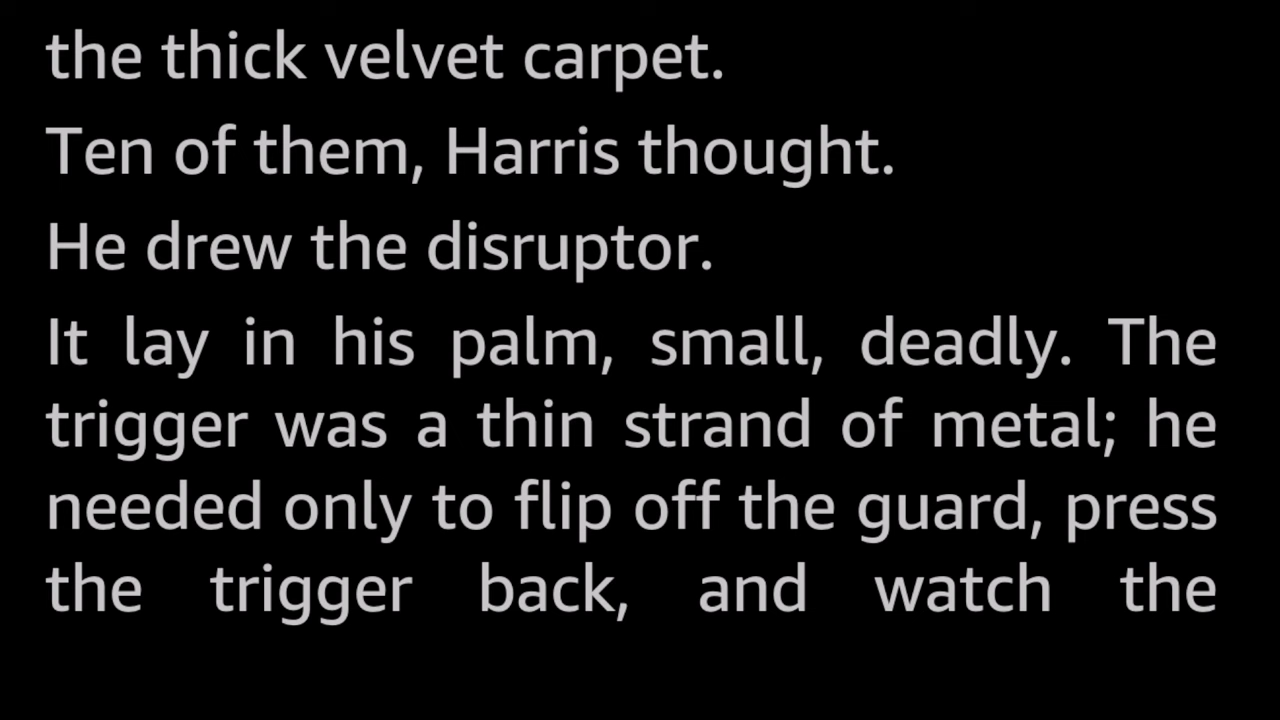 the thick velvet carpet.
Ten of them, Harris thought.
He drew the disruptor.
It lay in his palm, small, deadly. The
trigger was a thin strand of metal; he
needed only to flip off the guard, press
the trigger back, and watch the